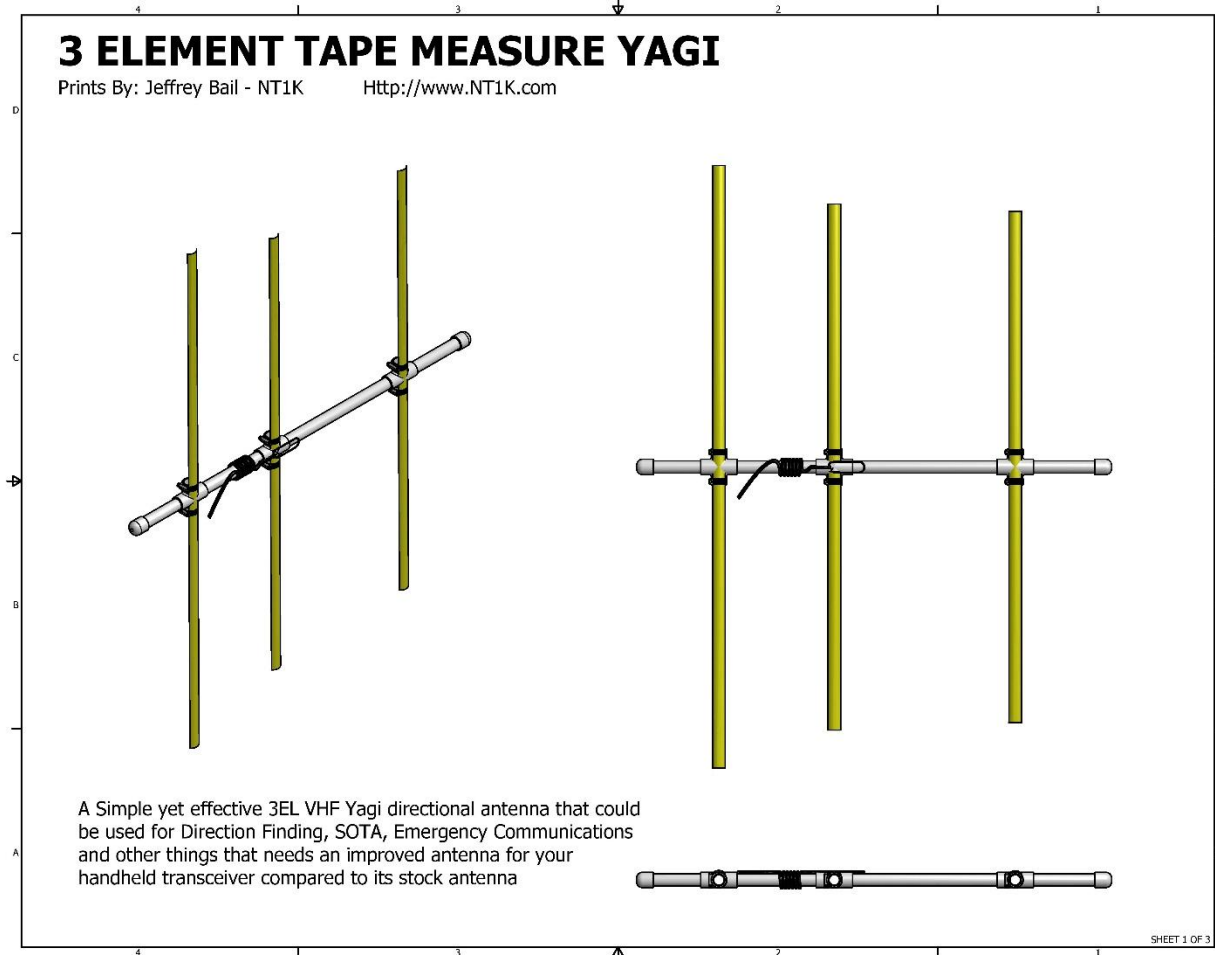 4 3 2 1
3 ELEMENT TAPE MEASURE YAGI
Prints By: Jeffrey Bail - NT1K Http://www.NT1K.com
D
C
B
A Simple yet effective 3EL VHF Yagi directional antenna that could
be used for Direction Finding, SOTA, Emergency Communications
and other things that needs an improved antenna for your
handheld transceiver compared to its stock antenna
A
SHEET 1 OF 3
4 3 2 1